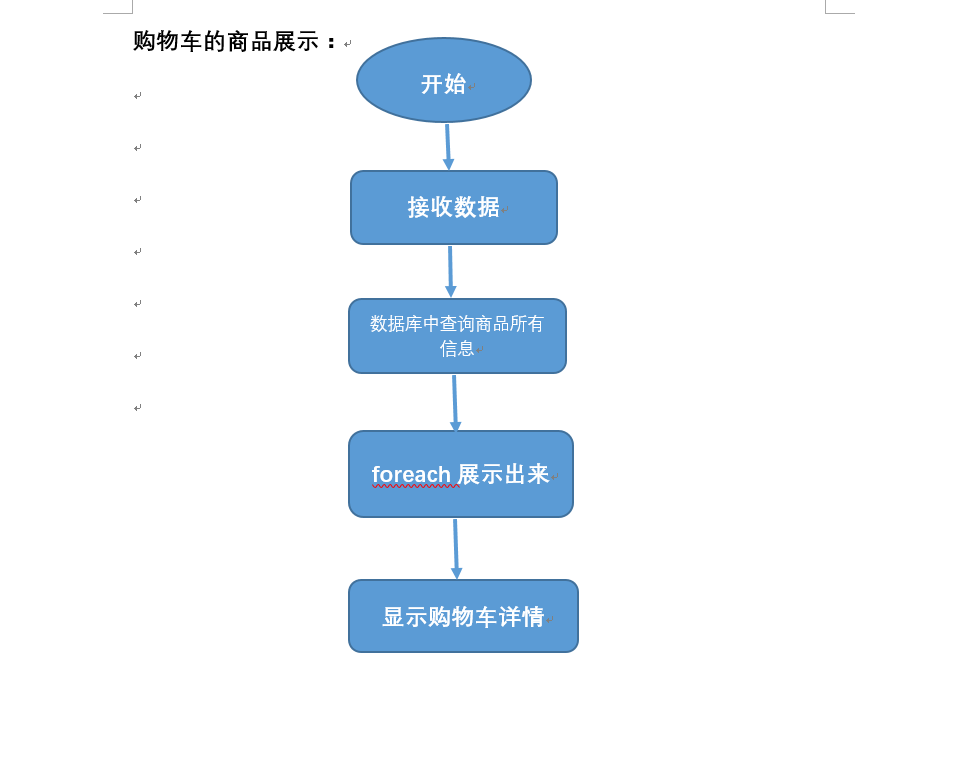 购物车的商品展示：
开始
接收数据
数据库中查询商品所有
信息
foreach 展示出来
显示购物车详情